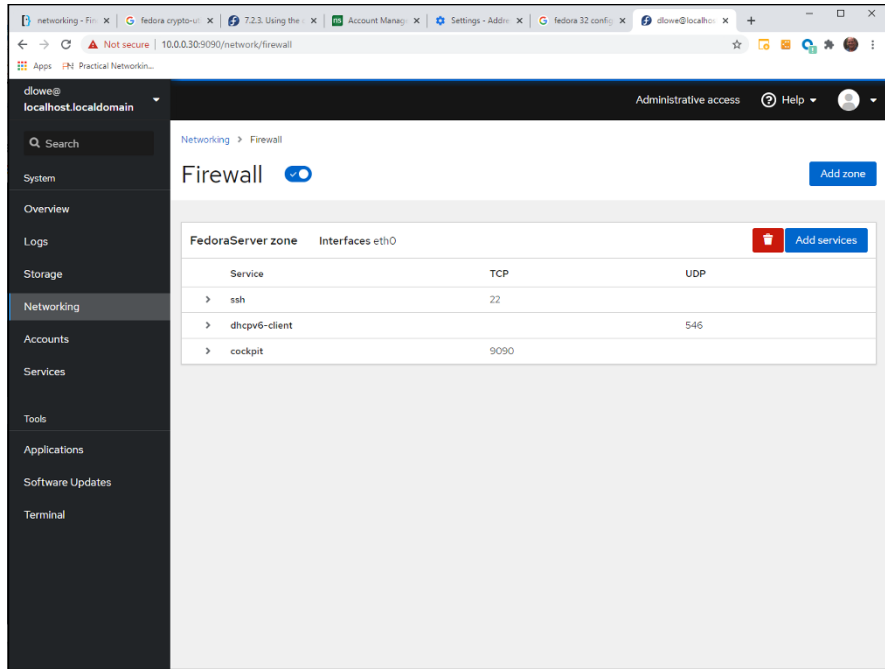 networking - Fin
fedora crypto-ut
7.2.3. Using the
Account Manag
Settings - Addre
fedora 32 config
dlowe@localhos
Not secure | 10.0.0.30:9090/network/firewall
Apps
Practical Networkin...
dlowe@
localhost.localdomain
Administrative access
Help
Search
Networking > Firewall
System
Firewall
Add zone
Overview
Logs
FedoraServer zone Interfaces eth0
Add services
Storage
Service TCP UDP
Networking
ssh 22
dhcpv6-client 546
Accounts
cockpit 9090
Services
Tools
Applications
Software Updates
Terminal